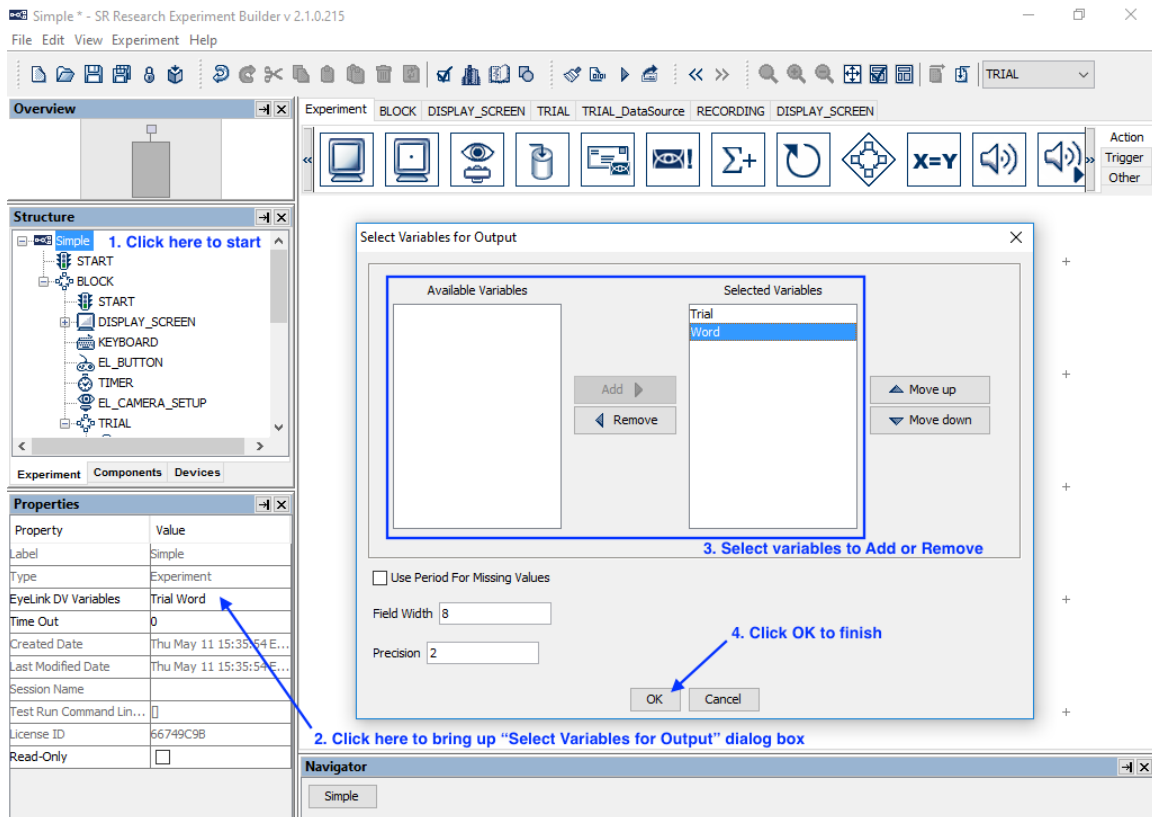 Simple * - SR Research Experiment Builder v 2.1.0.215
File Edit View Experiment Help
TRIAL
Overview
Experiment BLOCK DISPLAY_SCREEN TRIAL TRIAL_DataSource RECORDING DISPLAY_SCREEN
Σ+ X=Y
Action
Trigger
Other
Structure
Simple 1. Click here to start
START
BLOCK
START
DISPLAY_SCREEN
KEYBOARD
EL_BUTTON
TIMER
EL_CAMERA_SETUP
TRIAL
Experiment Components Devices
Properties
Property Value
Label Simple
Type Experiment
EyeLink DV Variables Trial Word
Time Out 0
Created Date Thu May 11 15:35:54 E...
Last Modified Date Thu May 11 15:35:54 E...
Session Name
Test Run Command Lin... []
License ID 66749C9B
Read-Only
Select Variables for Output
Available Variables Selected Variables
Trial
Word
Add
Remove
Move up
Move down
3. Select variables to Add or Remove
Use Period For Missing Values
Field Width 8
Precision 2
4. Click OK to finish
OK Cancel
2. Click here to bring up “Select Variables for Output” dialog box
Navigator
Simple